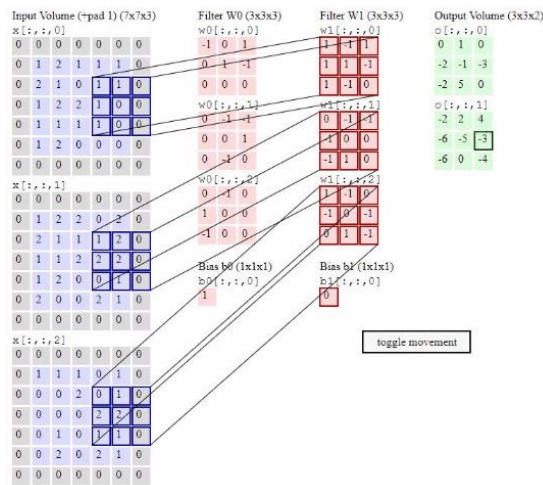 Input Volume (+pad 1) (7x7x3)
x[:,:,0]
0 0 0 0 0 0 0
0 1 2 1 1 1 0
0 2 1 0 1 1 0
0 1 2 2 1 0 0
0 1 1 1 1 0 0
0 1 2 0 0 0 0
0 0 0 0 0 0 0
x[:,:,1]
0 0 0 0 0 0 0
0 1 2 2 0 2 0
0 2 1 1 1 2 0
0 1 1 2 2 2 0
0 1 2 0 0 1 0
0 2 0 0 2 1 0
0 0 0 0 0 0 0
x[:,:,2]
0 0 0 0 0 0 0
0 1 1 1 0 1 0
0 0 0 2 0 1 0
0 0 0 0 2 2 0
0 0 1 0 1 1 0
0 0 2 0 2 1 0
0 0 0 0 0 0 0
Filter W0 (3x3x3)
w0[:,:,0]
-1 0 1
0 1 -1
0 0 0
w0[:,:,1]
0 -1 -1
0 0 1
0 -1 0
w0[:,:,2]
0 -1 0
1 0 0
-1 0 0
Bias b0 (1x1x1)
b0[:,:,0]
1
Filter W1 (3x3x3)
w1[:,:,0]
1 -1 1
1 1 -1
1 -1 0
w1[:,:,1]
0 -1 -1
-1 0 0
-1 1 0
w1[:,:,2]
1 -1 0
-1 0 -1
0 1 -1
Bias b1 (1x1x1)
b1[:,:,0]
0
Output Volume (3x3x2)
o[:,:,0]
0 1 0
-2 -1 -3
-2 5 0
o[:,:,1]
-2 2 4
-6 -5 -3
-6 0 -4
toggle movement